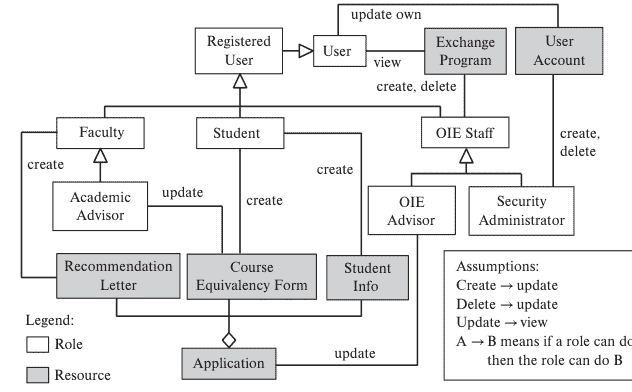 update own
Registered
User
User
view
Exchange
Program
User
Account
create, delete
Faculty
Student
OIE Staff
create
create,
delete
create
update
create
Academic
Advisor
OIE
Advisor
Security
Administrator
Recommendation
Letter
Course
Equivalency Form
Student
Info
Assumptions:
Create → update
Delete → update
Update → view
A → B means if a role can do
then the role can do B
Legend:
Role
Resource
Application
update